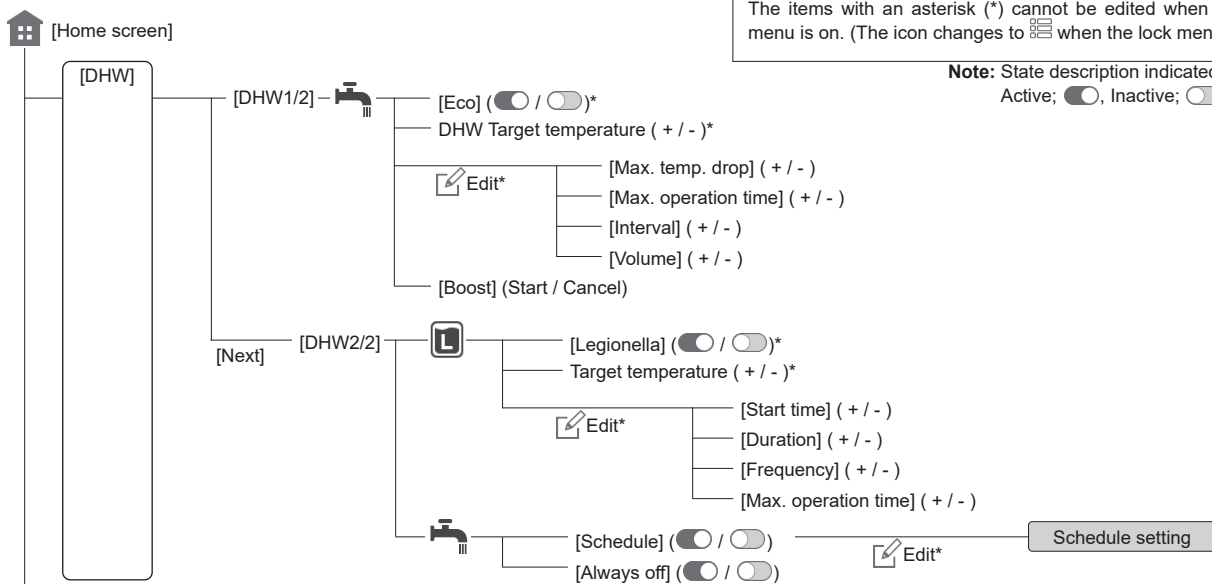 The items with an asterisk (*) cannot be edited when
menu is on. (The icon changes to when the lock men
[Home screen]
Note: State description indicated
Active; , Inactive;
[DHW]
[DHW1/2]
[Eco] ( / )*
DHW Target temperature ( + / - )*
Edit*
[Max. temp. drop] ( + / - )
[Max. operation time] ( + / - )
[Interval] ( + / - )
[Volume] ( + / - )
[Boost] (Start / Cancel)
[Next]
[DHW2/2]
L
[Legionella] ( / )*
Target temperature ( + / - )*
Edit*
[Start time] ( + / - )
[Duration] ( + / - )
[Frequency] ( + / - )
[Max. operation time] ( + / - )
[Schedule] ( / )
Edit*
Schedule setting
[Always off] ( / )